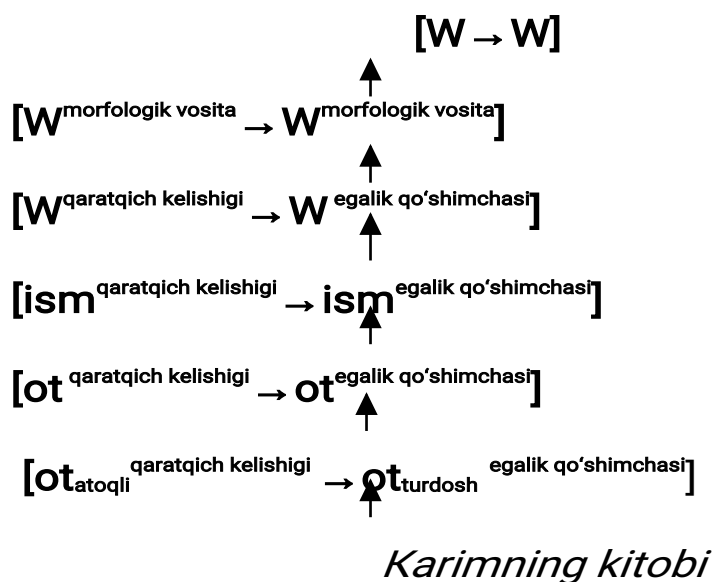 [W → W]
[W^morfologik vosita → W^morfologik vosita]
[W^qaratqich kelishigi → W^egalik qo‘shimchasi]
[ism^qaratqich kelishigi → ism^egalik qo‘shimchasi]
[ot^qaratqich kelishigi → ot^egalik qo‘shimchasi]
[ot_atoqli^qaratqich kelishigi → ot_turdosh^egalik qo‘shimchasi]
Karimning kitobi